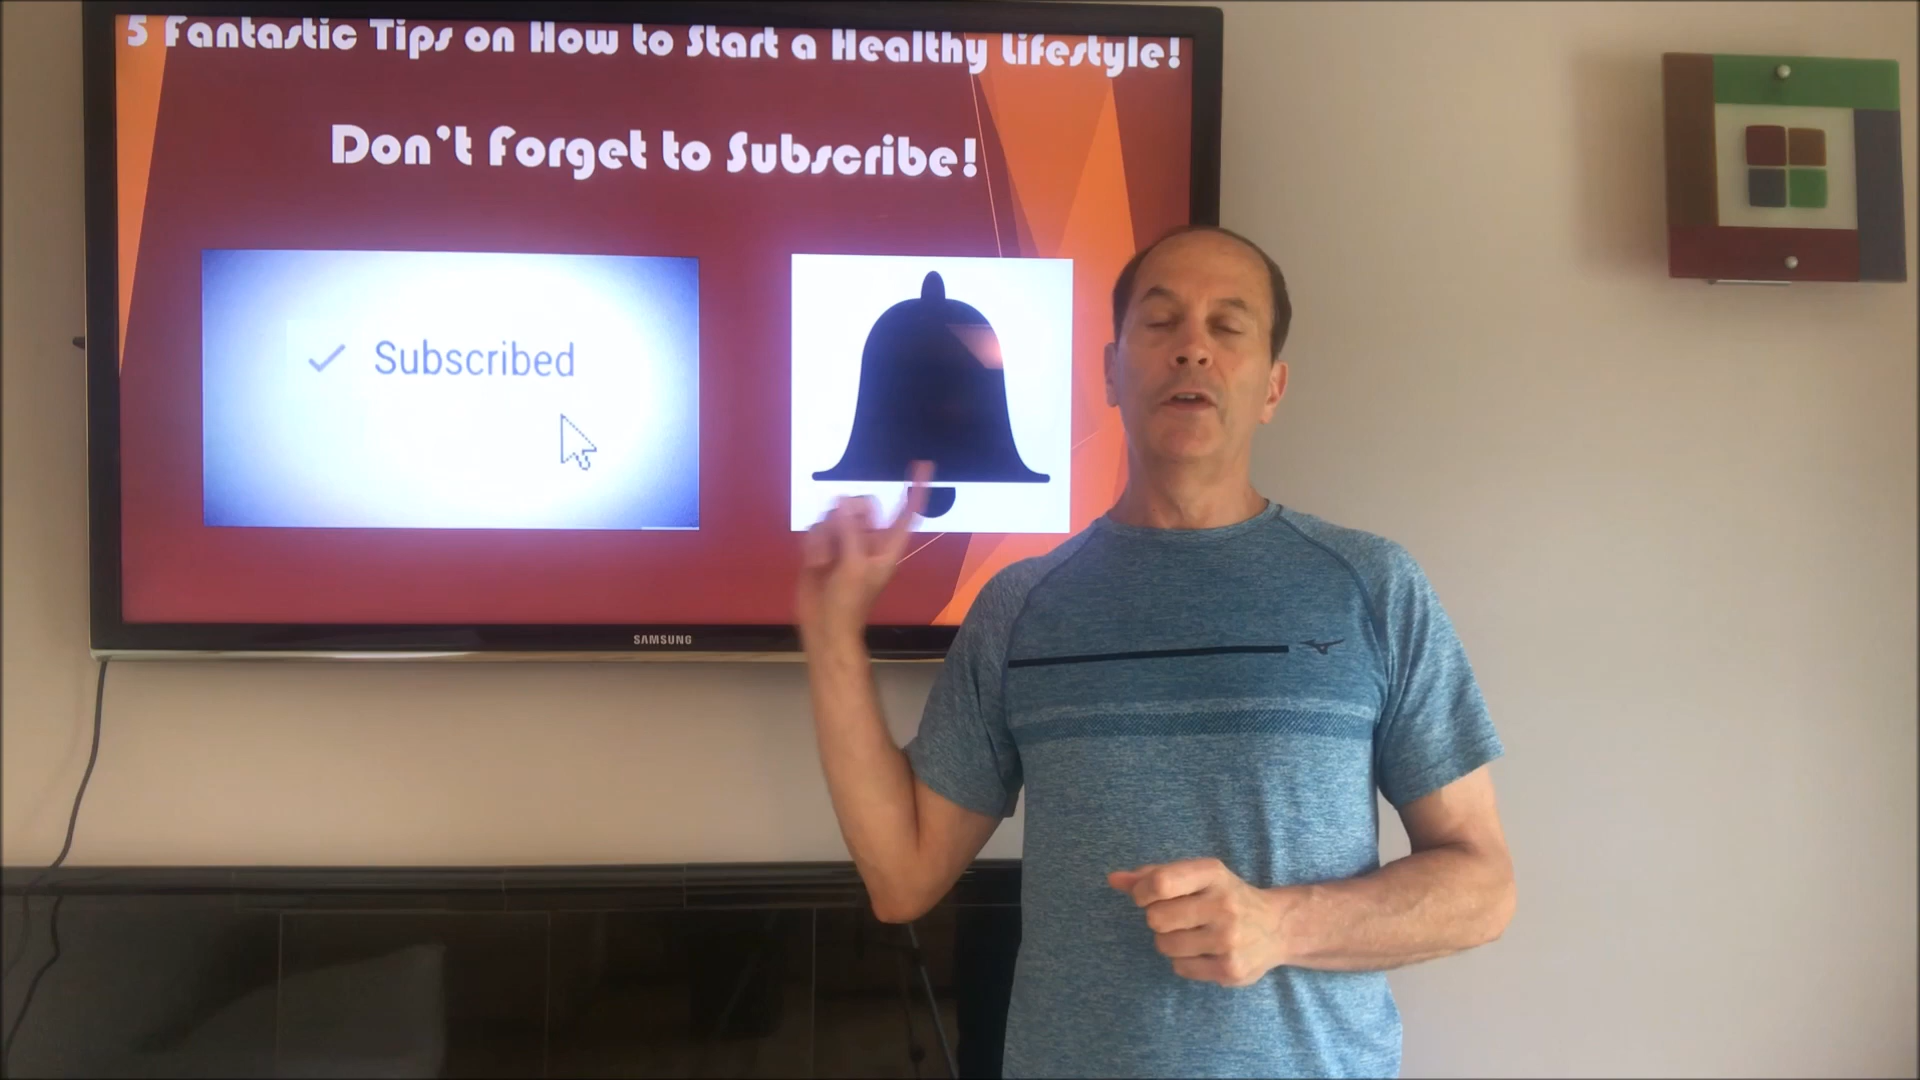 5 Fantastic Tips on How to Start a Healthy Lifestyle!
Don't Forget to Subscribe!
Subscribed
SAMSUNG